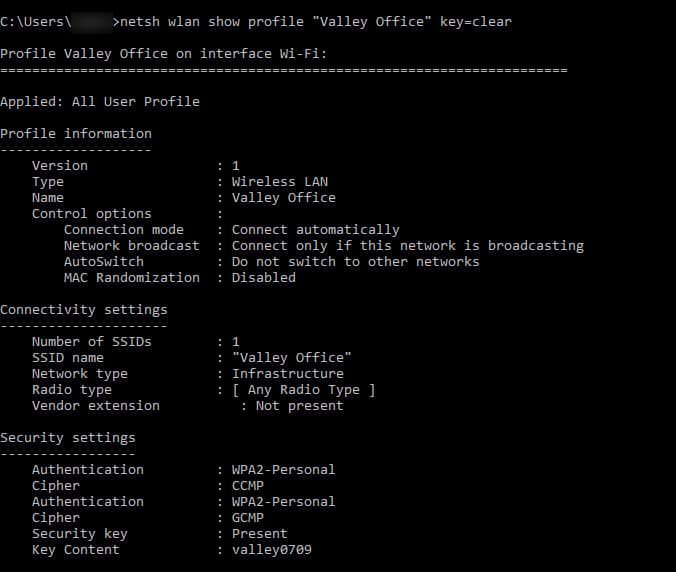 C:\Users\ >netsh wlan show profile "Valley Office" key=clear
Profile Valley Office on interface Wi-Fi:
=======================================================================
Applied: All User Profile
Profile information
-------------------
Version : 1
Type : Wireless LAN
Name : Valley Office
Control options :
Connection mode : Connect automatically
Network broadcast : Connect only if this network is broadcasting
AutoSwitch : Do not switch to other networks
MAC Randomization : Disabled
Connectivity settings
---------------------
Number of SSIDs : 1
SSID name : "Valley Office"
Network type : Infrastructure
Radio type : [ Any Radio Type ]
Vendor extension : Not present
Security settings
-----------------
Authentication : WPA2-Personal
Cipher : CCMP
Authentication : WPA2-Personal
Cipher : GCMP
Security key : Present
Key Content : valley0709